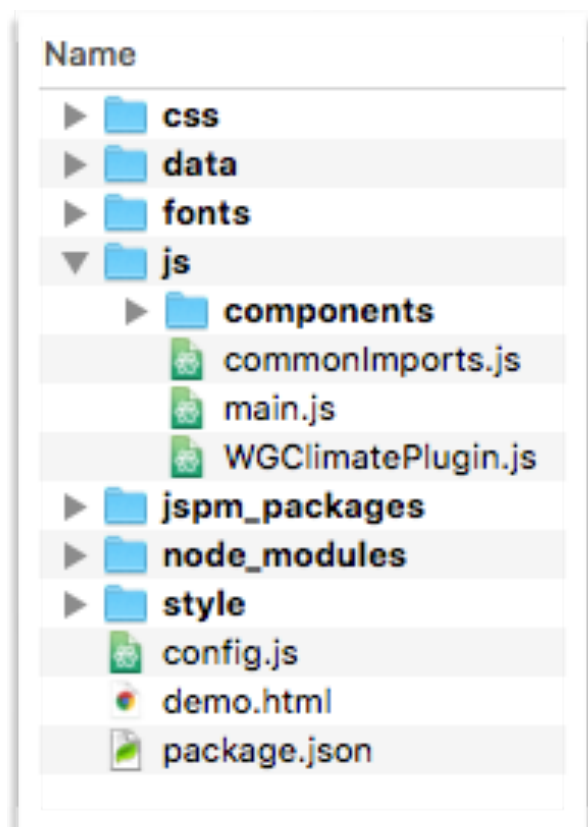 Name
css
data
fonts
js
components
commonImports.js
main.js
WGClimatePlugin.js
jspm_packages
node_modules
style
config.js
demo.html
package.json